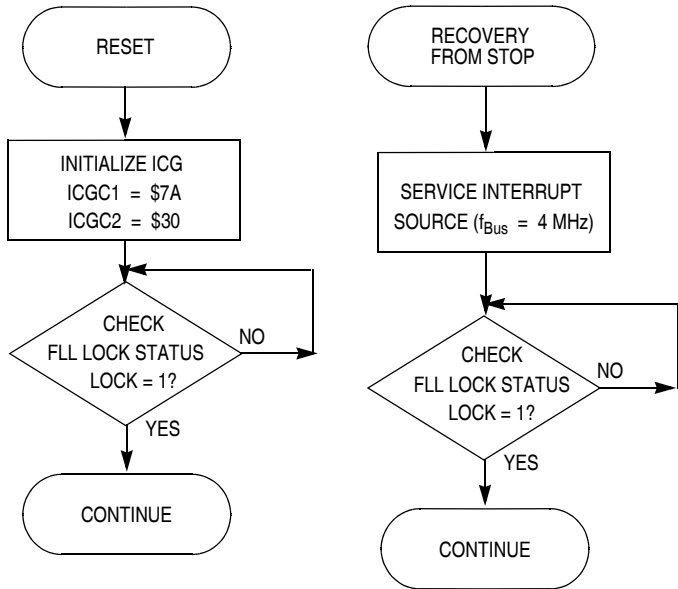 RESET
INITIALIZE ICG
ICGC1 = $7A
ICGC2 = $30
CHECK
FLL LOCK STATUS
LOCK = 1?
NO
YES
CONTINUE
RECOVERY
FROM STOP
SERVICE INTERRUPT
SOURCE (fBus = 4 MHz)
CHECK
FLL LOCK STATUS
LOCK = 1?
NO
YES
CONTINUE